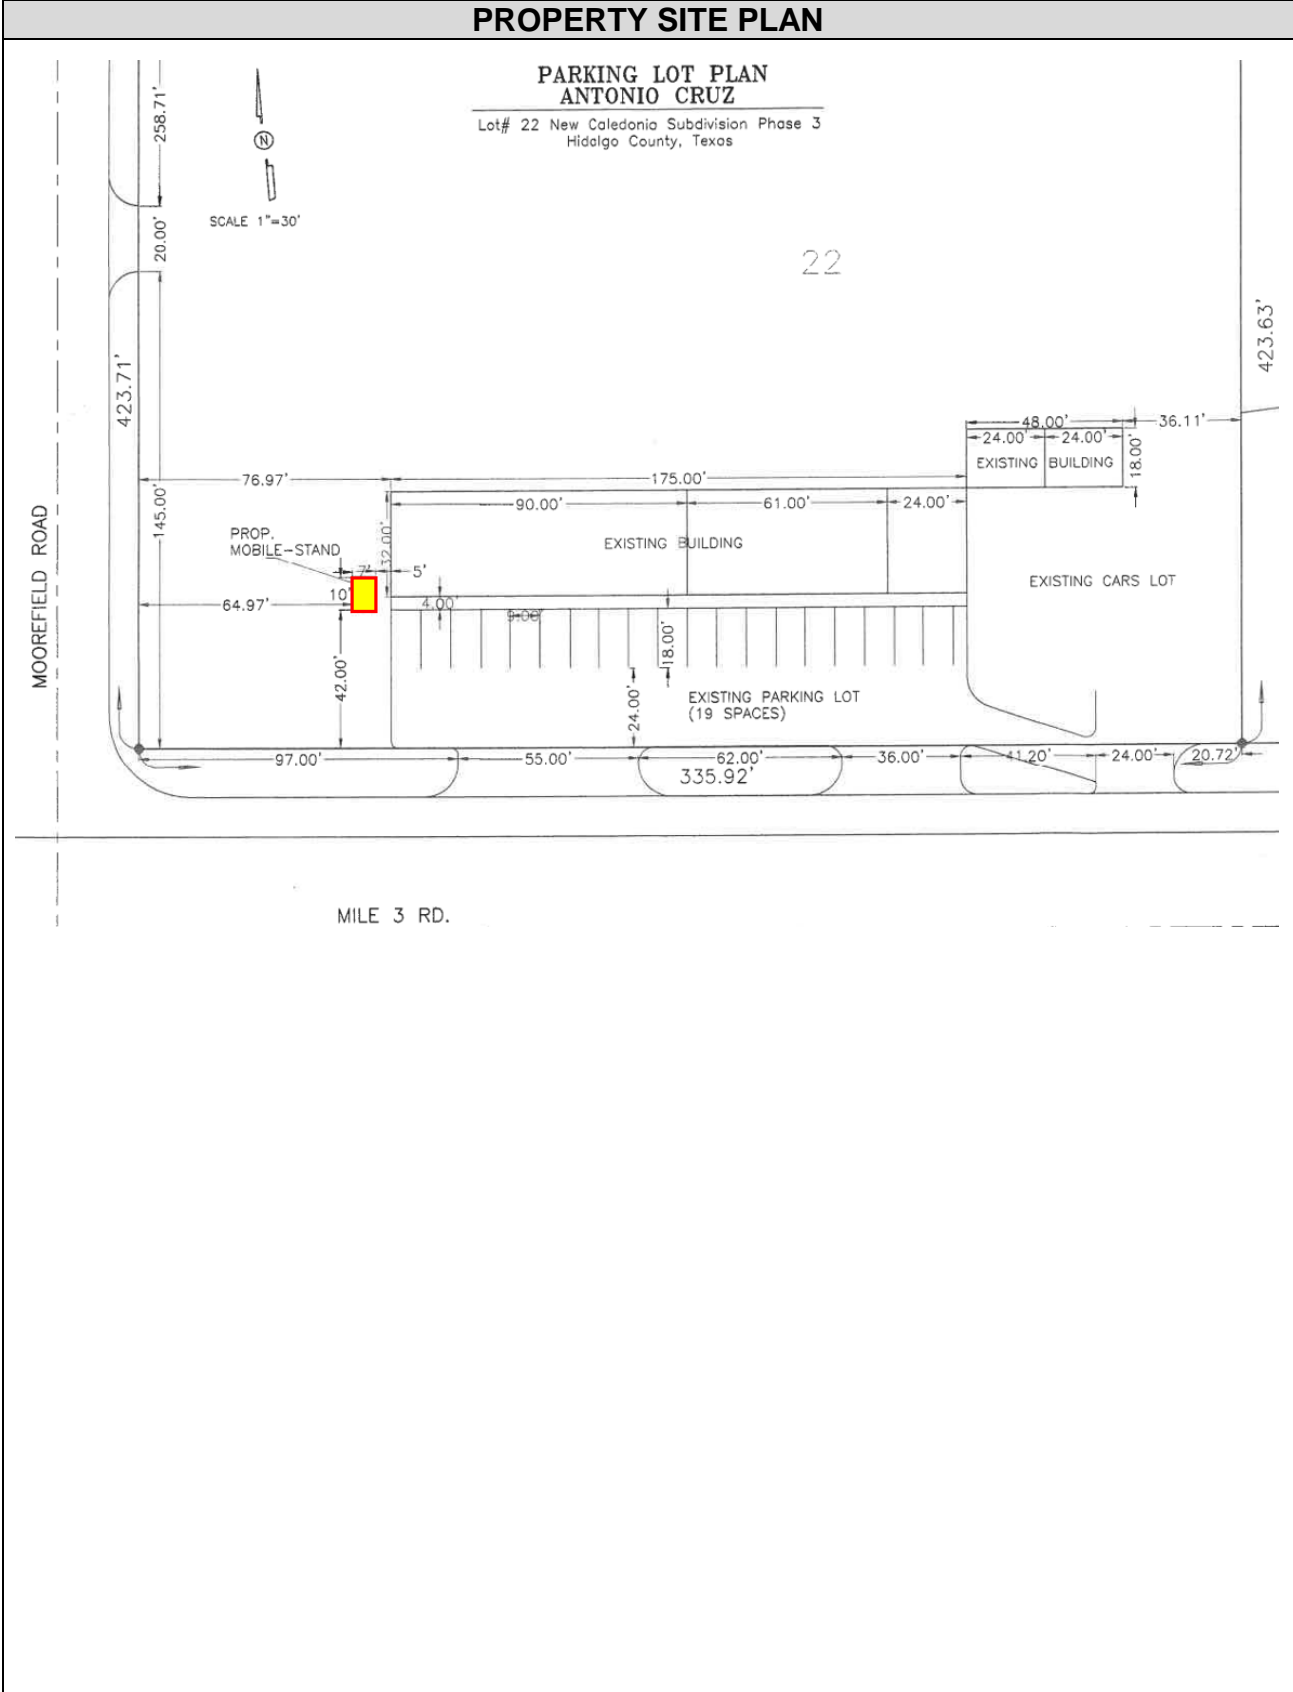 PROPERTY SITE PLAN
PARKING LOT PLAN
ANTONIO CRUZ
Lot# 22 New Caledonia Subdivision Phase 3
Hidalgo County, Texas
258.71'
N
SCALE 1"=30'
20.00'
22
423.71'
423.63'
145.00'
MOOREFIELD ROAD
48.00'
36.11'
24.00'
24.00'
18.00'
EXISTING BUILDING
76.97'
175.00'
90.00'
61.00'
24.00'
32.00'
PROP.
MOBILE-STAND
EXISTING BUILDING
7'
5'
10'
EXISTING CARS LOT
64.97'
4.00'
9.00'
18.00'
42.00'
24.00'
EXISTING PARKING LOT
(19 SPACES)
97.00'
55.00'
62.00'
36.00'
41.20'
24.00'
20.72'
335.92'
MILE 3 RD.